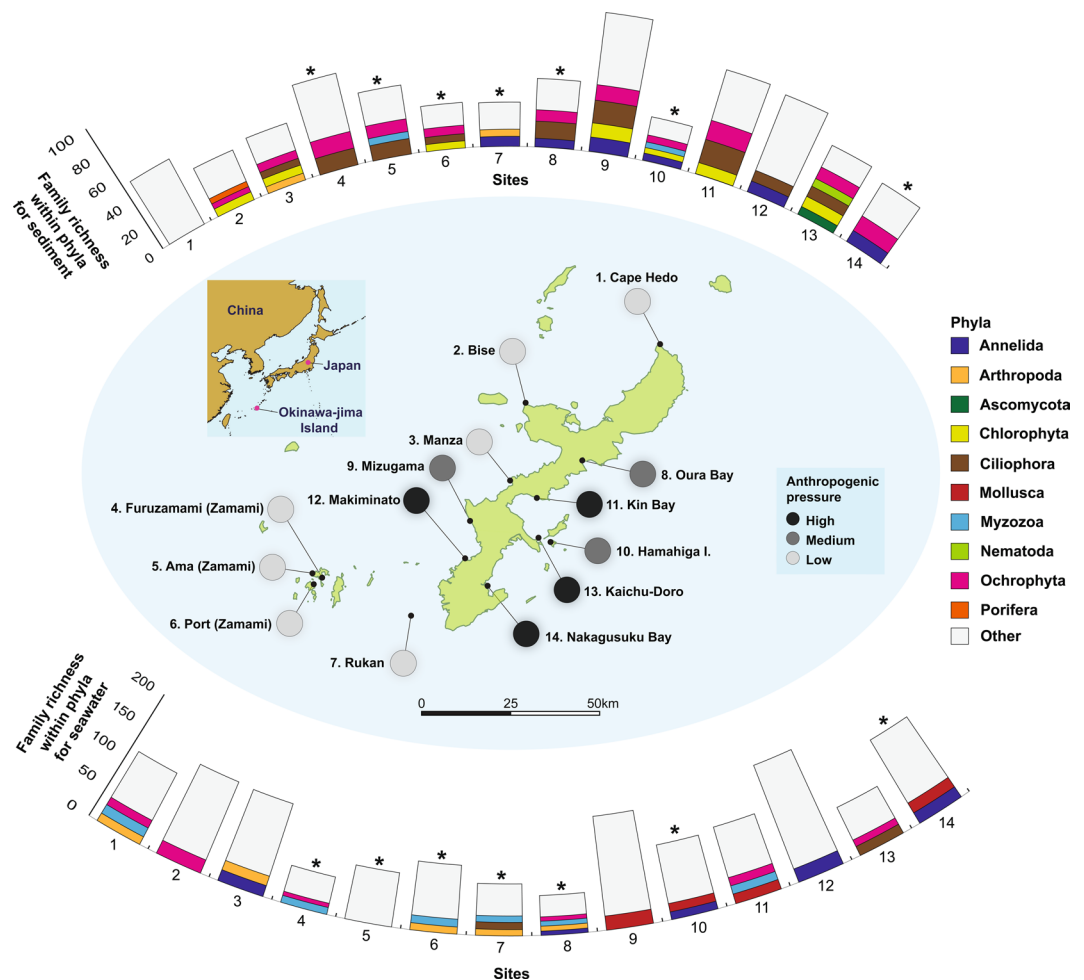 100
80
60
40
20
0
Family richness
within phyla
for sediment
*
*
*
*
*
*
*
1
2
3
4
5
6
7
8
9
10
11
12
13
14
Sites
China
Japan
Okinawa-jima
Island
1. Cape Hedo
2. Bise
3. Manza
9. Mizugama
8. Oura Bay
12. Makiminato
11. Kin Bay
4. Furuzamami (Zamami)
10. Hamahiga I.
5. Ama (Zamami)
13. Kaichu-Doro
6. Port (Zamami)
14. Nakagusuku Bay
7. Rukan
0
25
50km
Anthropogenic
pressure
High
Medium
Low
Phyla
Annelida
Arthropoda
Ascomycota
Chlorophyta
Ciliophora
Mollusca
Myzozoa
Nematoda
Ochrophyta
Porifera
Other
200
150
100
50
0
Family richness
within phyla
for seawater
*
*
*
*
*
*
*
1
2
3
4
5
6
7
8
9
10
11
12
13
14
Sites